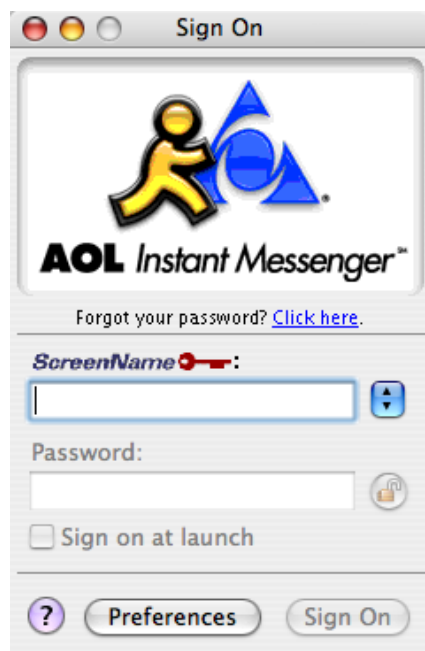 Sign On
AOL Instant Messenger℠
Forgot your password? Click here.
ScreenName:
Password:
Sign on at launch
? Preferences Sign On